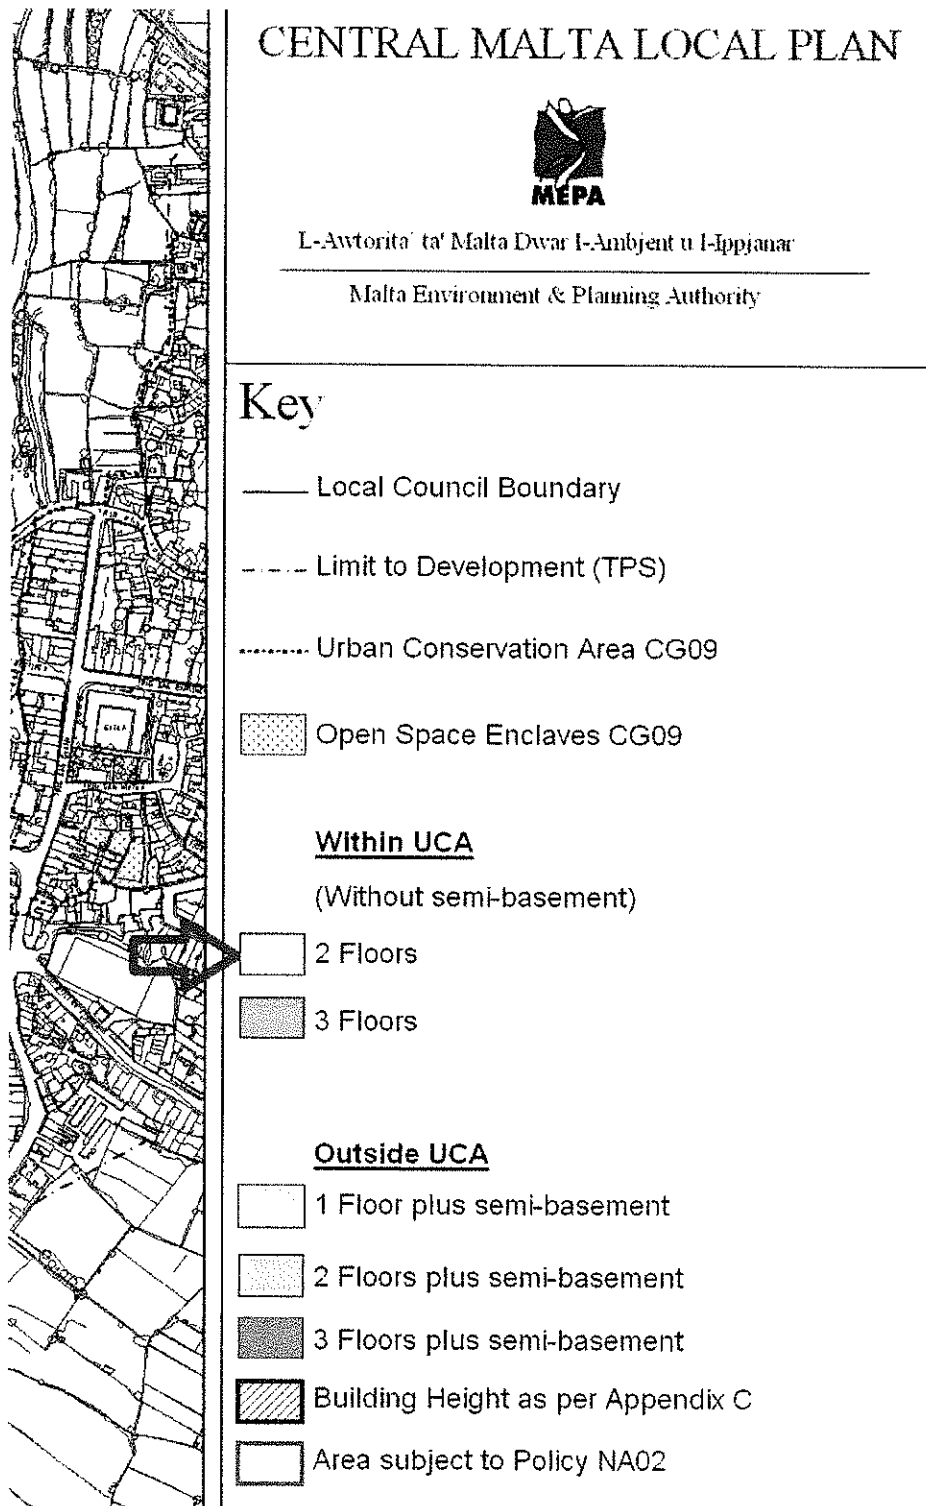 CENTRAL MALTA LOCAL PLAN
MEPA
L-Awtorita' ta' Malta Dwar l-Ambjent u l-Ippjanar
Malta Environment & Planning Authority
Key
Local Council Boundary
Limit to Development (TPS)
Urban Conservation Area CG09
Open Space Enclaves CG09
Within UCA
(Without semi-basement)
2 Floors
3 Floors
Outside UCA
1 Floor plus semi-basement
2 Floors plus semi-basement
3 Floors plus semi-basement
Building Height as per Appendix C
Area subject to Policy NA02